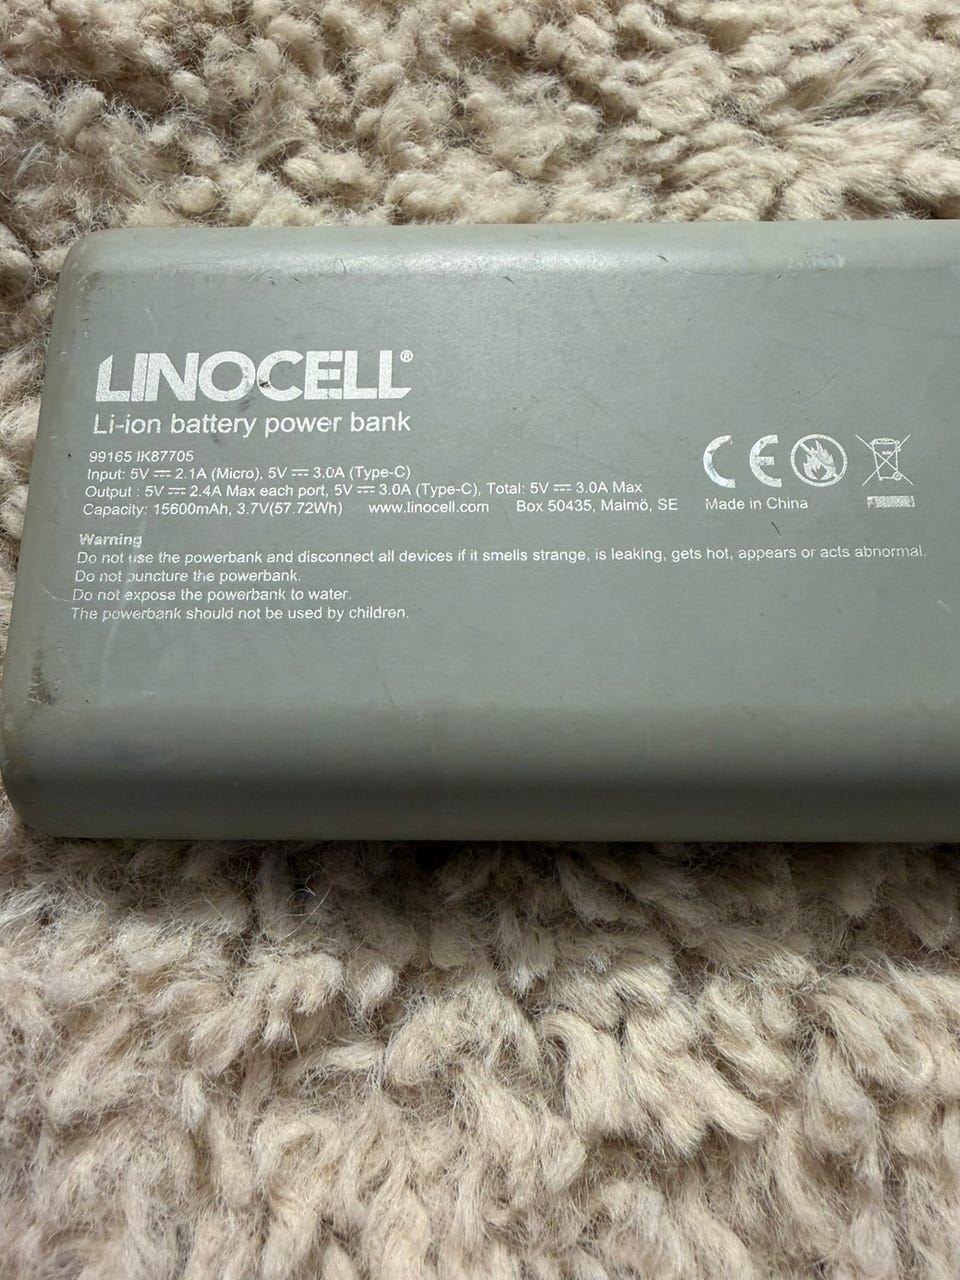 LINOCELL®
Li-ion battery power bank
99165 IK87705
Input: 5V ⎓ 2.1A (Micro), 5V ⎓ 3.0A (Type-C)
Output : 5V ⎓ 2.4A Max each port, 5V ⎓ 3.0A (Type-C), Total: 5V ⎓ 3.0A Max
Capacity: 15600mAh, 3.7V(57.72Wh) www.linocell.com Box 50435, Malmö, SE
CE
Made in China
Warning
Do not use the powerbank and disconnect all devices if it smells strange, is leaking, gets hot, appears or acts abnormal.
Do not puncture the powerbank.
Do not expose the powerbank to water.
The powerbank should not be used by children.